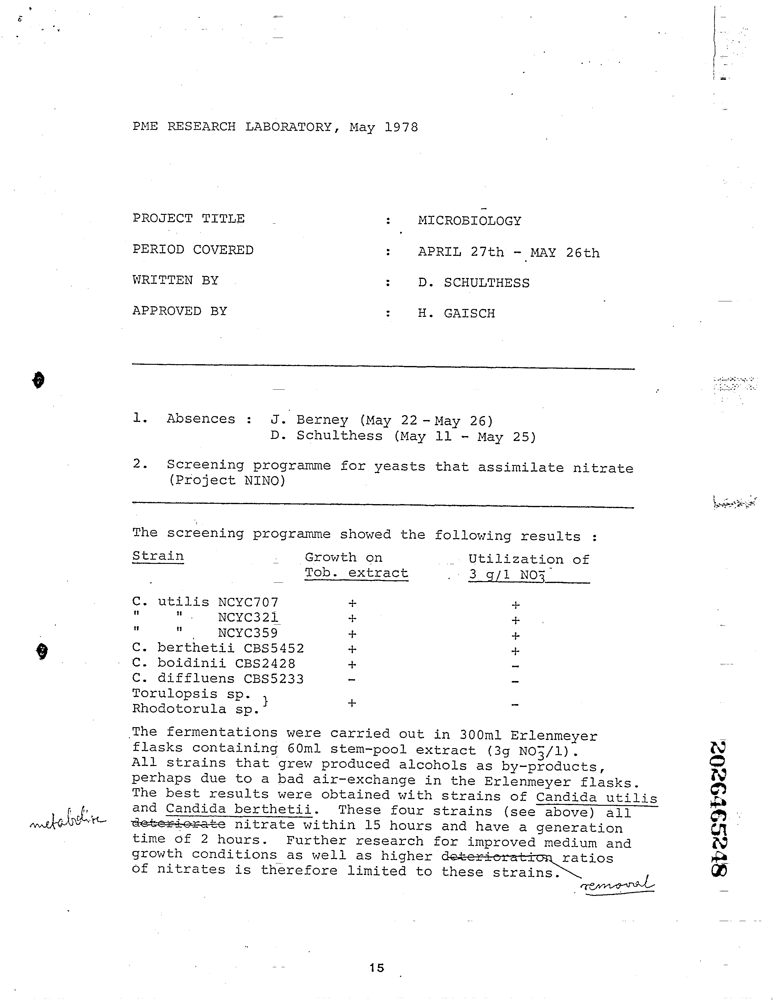 PME RESEARCH LABORATORY, May 1978
PROJECT TITLE : MICROBIOLOGY
PERIOD COVERED : APRIL 27th - MAY 26th
WRITTEN BY : D. SCHULTHESS
APPROVED BY : H. GAISCH
1. Absences : J. Berney (May 22 - May 26)
D. Schulthess (May 11 - May 25)
2. Screening programme for yeasts that assimilate nitrate
(Project NINO)
The screening programme showed the following results :
Strain Growth on Utilization of
Tob. extract 3 g/l NO3-
C. utilis NCYC707 + +
" " NCYC321 + +
" " NCYC359 + +
C. berthetii CBS5452 + +
C. boidinii CBS2428 + -
C. diffluens CBS5233 - -
Torulopsis sp. }
Rhodotorula sp. + -
The fermentations were carried out in 300ml Erlenmeyer
flasks containing 60ml stem-pool extract (3g NO3-/l).
All strains that grew produced alcohols as by-products,
perhaps due to a bad air-exchange in the Erlenmeyer flasks.
The best results were obtained with strains of Candida utilis
and Candida berthetii. These four strains (see above) all
metabolize deteriorate nitrate within 15 hours and have a generation
time of 2 hours. Further research for improved medium and
growth conditions as well as higher deterioration ratios
of nitrates is therefore limited to these strains.
removal
15
2026465248